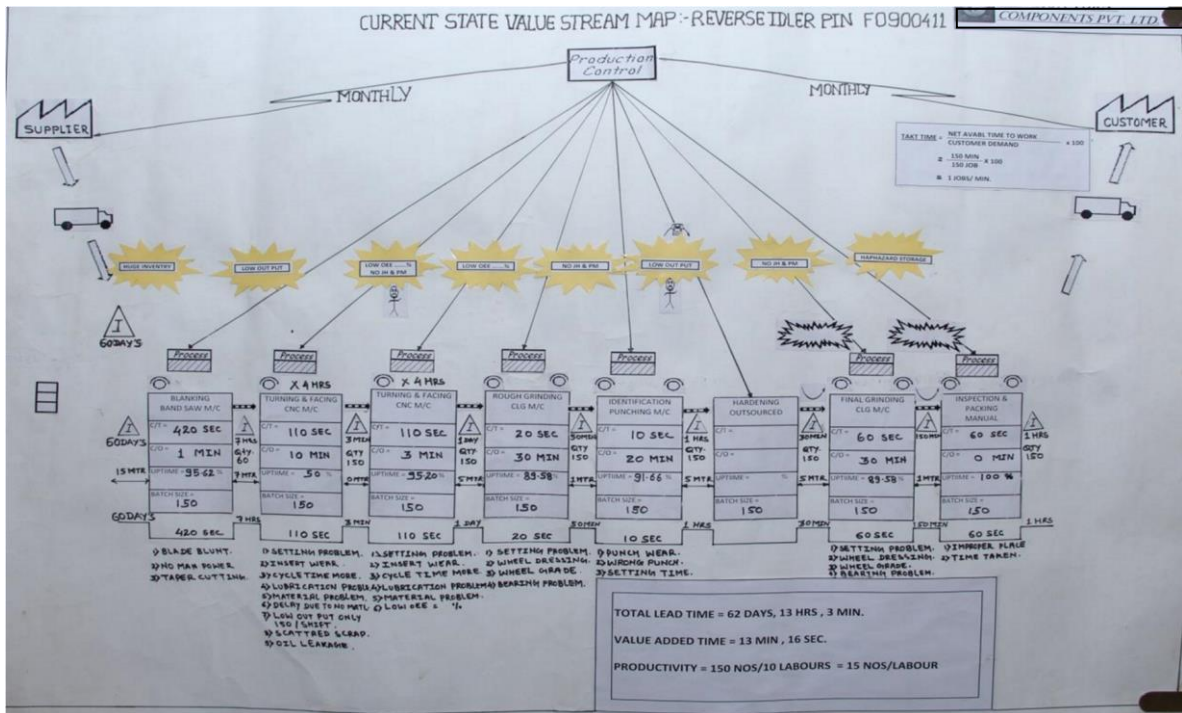 CURRENT STATE VALUE STREAM MAP:-REVERSE IDLER PIN F0900411
COMPONENTS PVT. LTD.
Production
Control
MONTHLY
MONTHLY
SUPPLIER
CUSTOMER
TAKT TIME = NET AVABL TIME TO WORK
CUSTOMER DEMAND
x 100
= 150 MIN
150 JOB
X 100
= 1 JOBS/ MIN.
HUGE INVENTRY
LOW OUT PUT
LOW OEE ......%
NO JH & PM
LOW OEE ......%
NO JH & PM
LOW OUT PUT
NO JH & PM
HAPHAZARD STORAGE
I
60DAYS
Process
Process
Process
Process
Process
Process
Process
X 4 HRS
X 4 HRS
I
60DAYS
15 MTR
60DAYS
BLANKING
BAND SAW M/C
C/T= 420 SEC
C/O= 1 MIN
UPTIME = 95.62 %
BATCH SIZE =
150
420 SEC
I
7 HRS
QTY.
60
7 MTR
7 HRS
TURNING & FACING
CNC M/C
C/T= 110 SEC
C/O= 10 MIN
UPTIME = 50 %
BATCH SIZE =
150
110 SEC
I
3 MIN
QTY
150
0 MTR
3 MIN
TURNING & FACING
CNC M/C
C/T= 110 SEC
C/O= 3 MIN
UPTIME = 95.20 %
BATCH SIZE =
150
110 SEC
I
1 DAY
QTY
150
5 MTR
1 DAY
ROUGH GRINDING
CLG M/C
C/T= 20 SEC
C/O= 30 MIN
UPTIME = 89.58 %
BATCH SIZE =
150
20 SEC
I
30 MIN
QTY
150
1 MTR
30 MIN
IDENTIFICATION
PUNCHING M/C
C/T= 10 SEC
C/O= 20 MIN
UPTIME = 91.66 %
BATCH SIZE =
150
10 SEC
I
1 HRS
QTY.
150
5 MTR
1 HRS
HARDENING
OUTSOURCED
C/T=
C/O=
UPTIME = %
BATCH SIZE =
I
30 MIN
QTY
150
5 MTR
30 MIN
FINAL GRINDING
CLG M/C
C/T= 60 SEC
C/O= 30 MIN
UPTIME = 89.58 %
BATCH SIZE =
150
60 SEC
I
150 MIN
1 MTR
150 MIN
INSPECTION &
PACKING
MANUAL
C/T= 60 SEC
C/O= 0 MIN
UPTIME = 100 %
BATCH SIZE =
150
60 SEC
I
1 HRS
QTY
150
1 HRS
1) BLADE BLUNT.
2) NO MAN POWER
3) TAPER CUTTING.
1) SETTING PROBLEM.
2) INSERT WEAR.
3) CYCLE TIME MORE.
4) LUBRICATION PROBLEM
5) MATERIAL PROBLEM.
6) DELAY DUE TO NO MATL
7) LOW OUT PUT ONLY
150 / SHIFT.
8) SCATTRED SCRAP.
9) OIL LEAKAGE.
1) SETTING PROBLEM.
2) INSERT WEAR.
3) CYCLE TIME MORE.
4) LUBRICATION PROBLEM
5) MATERIAL PROBLEM.
6) LOW OEE = %
1) SETTING PROBLEM.
2) WHEEL DRESSING.
3) WHEEL GRADE.
4) BEARING PROBLEM.
1) PUNCH WEAR.
2) WRONG PUNCH.
3) SETTING TIME.
1) SETTING PROBLEM.
2) WHEEL DRESSING.
3) WHEEL GRADE.
4) BEARING PROBLEM.
1) IMPROPER PLACE
2) TIME TAKEN.
TOTAL LEAD TIME = 62 DAYS, 13 HRS , 3 MIN.
VALUE ADDED TIME = 13 MIN , 16 SEC.
PRODUCTIVITY = 150 NOS/10 LABOURS = 15 NOS/LABOUR